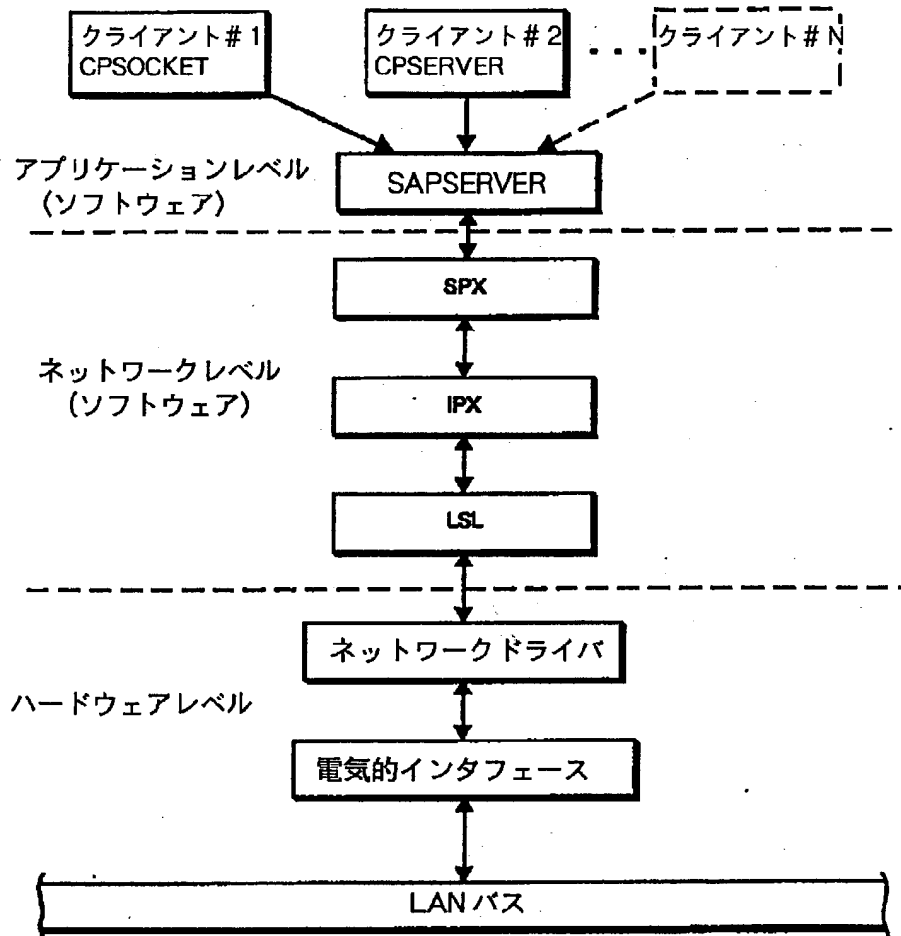 クライアント#1
CPSOCKET
クライアント#2
CPSERVER
クライアント#N
アプリケーションレベル
(ソフトウェア)
SAPSERVER
SPX
ネットワークレベル
(ソフトウェア)
IPX
LSL
ネットワークドライバ
ハードウェアレベル
電気的インタフェース
LANバス